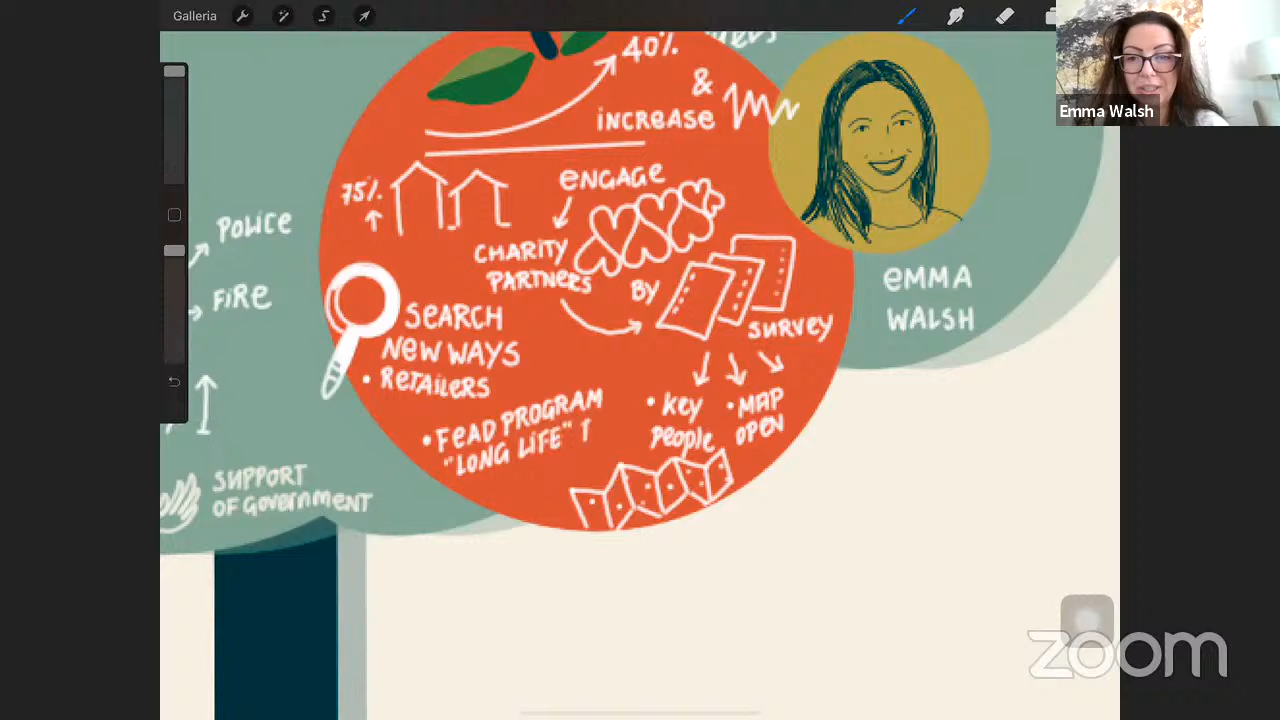 Galleria
40%
&
INCREASE
75%
ENGAGE
CHARITY
PARTNERS
BY
SURVEY
SEARCH
NEW WAYS
• RETAILERS
• FEAD PROGRAM
"LONG LIFE"
• KEY
PEOPLE
• MAP
OPEN
POLICE
FIRE
SUPPORT
OF GOVERNMENT
EMMA
WALSH
Emma Walsh
zoom